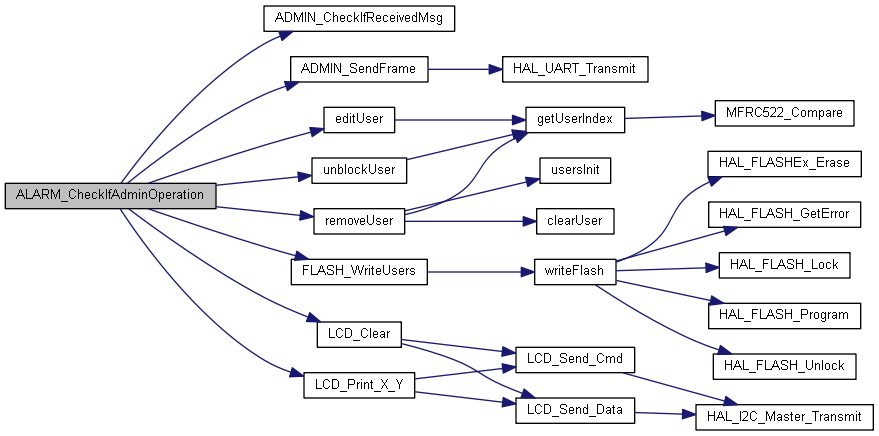 ADMIN_CheckIfReceivedMsg
ADMIN_SendFrame
HAL_UART_Transmit
editUser
getUserIndex
MFRC522_Compare
unblockUser
usersInit
HAL_FLASHEx_Erase
ALARM_CheckIfAdminOperation
removeUser
clearUser
HAL_FLASH_GetError
FLASH_WriteUsers
writeFlash
HAL_FLASH_Lock
HAL_FLASH_Program
LCD_Clear
LCD_Send_Cmd
HAL_FLASH_Unlock
LCD_Print_X_Y
LCD_Send_Data
HAL_I2C_Master_Transmit